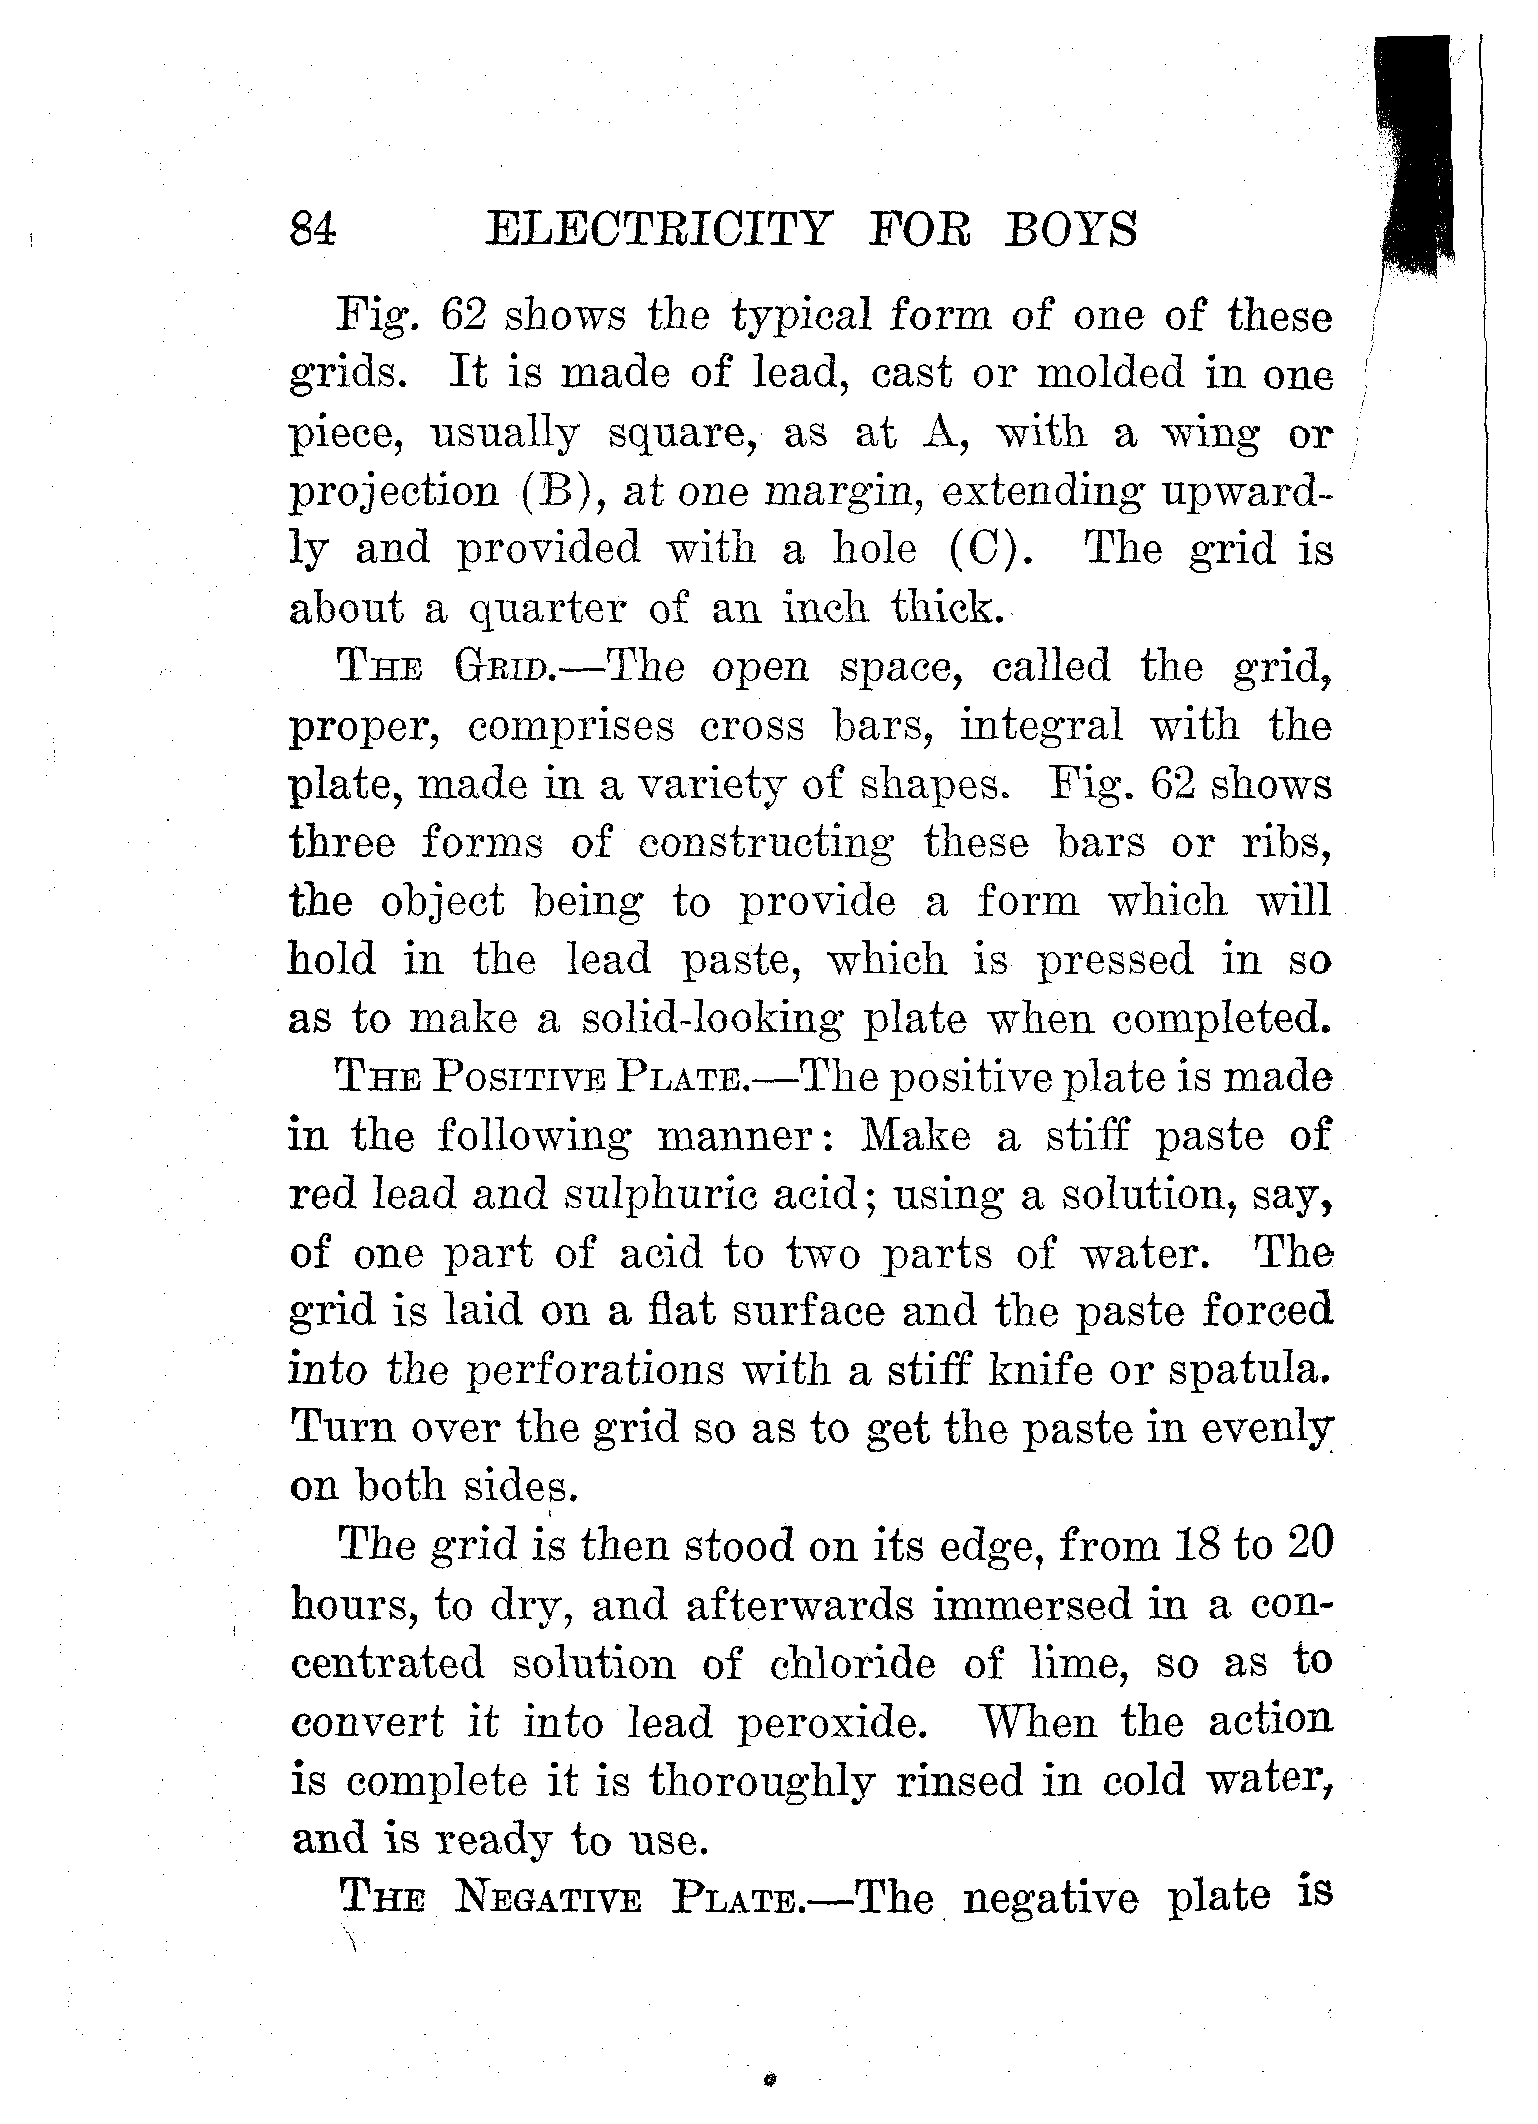 84 ELECTRICITY FOR BOYS
Fig. 62 shows the typical form of one of these
grids. It is made of lead, cast or molded in one
piece, usually square, as at A, with a wing or
projection (B), at one margin, extending upward-
ly and provided with a hole (C). The grid is
about a quarter of an inch thick.
THE GRID.—The open space, called the grid,
proper, comprises cross bars, integral with the
plate, made in a variety of shapes. Fig. 62 shows
three forms of constructing these bars or ribs,
the object being to provide a form which will
hold in the lead paste, which is pressed in so
as to make a solid-looking plate when completed.
THE POSITIVE PLATE.—The positive plate is made
in the following manner: Make a stiff paste of
red lead and sulphuric acid; using a solution, say,
of one part of acid to two parts of water. The
grid is laid on a flat surface and the paste forced
into the perforations with a stiff knife or spatula.
Turn over the grid so as to get the paste in evenly
on both sides.
The grid is then stood on its edge, from 18 to 20
hours, to dry, and afterwards immersed in a con-
centrated solution of chloride of lime, so as to
convert it into lead peroxide. When the action
is complete it is thoroughly rinsed in cold water,
and is ready to use.
THE NEGATIVE PLATE.—The negative plate is